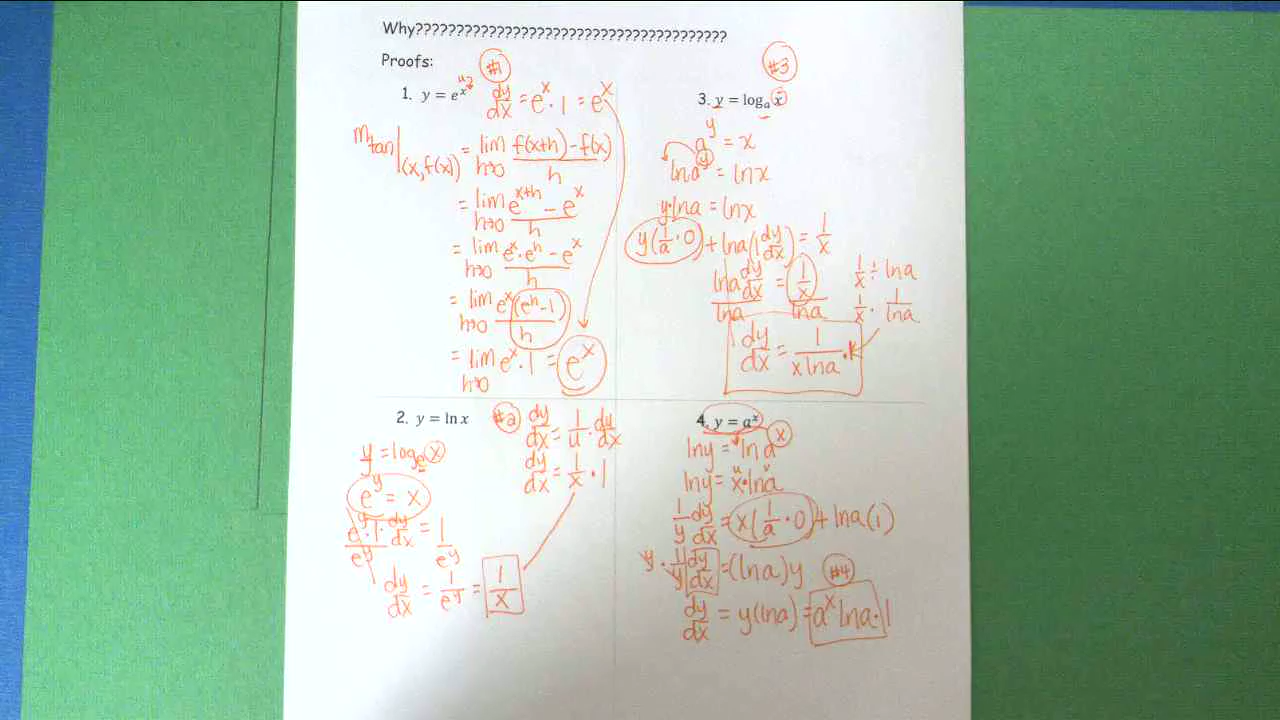 Why??????????????????????????????????????
Proofs:
#1
1. y = e^x
dy/dx = e^x · 1 = e^x
m tan|(x, f(x)) = lim h→0 (f(x+h) − f(x))/h
= lim h→0 (e^(x+h) − e^x)/h
= lim h→0 (e^x · e^h − e^x)/h
= lim h→0 e^x (e^h − 1)/h
= lim h→0 e^x · 1 = e^x
2. y = ln x
#2
dy/dx = 1/u · du/dx
dy/dx = 1/x · 1
y = log_e x
e^y = x
e^y · 1 · dy/dx / e^y = 1/e^y
dy/dx = 1/e^y = 1/x
#3
3. y = log_a x
a^y = x
ln a^y = ln x
y · ln a = ln x
y(1/a · 0) + ln a (1 dy/dx) = 1/x
ln a dy/dx / ln a = 1/x / ln a
1/x ÷ ln a
1/x · 1/ln a
dy/dx = 1/(x ln a) ·
4. y = a^x
ln y = ln a^x
u v
ln y = x · ln a
1/y dy/dx = x(1/a · 0) + ln a (1)
y · 1/y dy/dx = (ln a) y
#4
dy/dx = y(ln a) = a^x ln a · 1